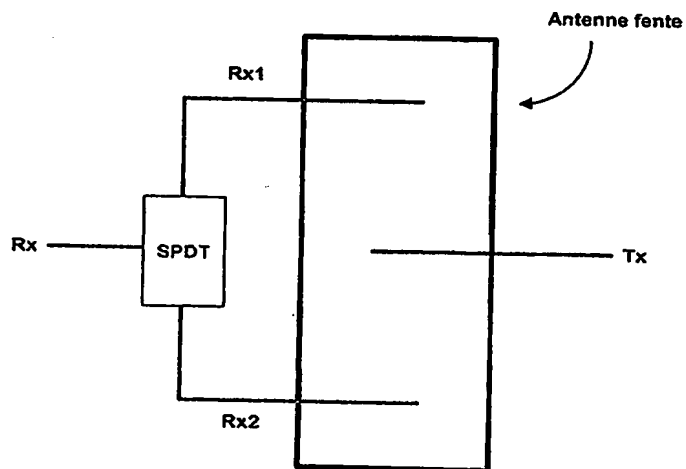 Antenne fente
Rx1
Rx
SPDT
Tx
Rx2